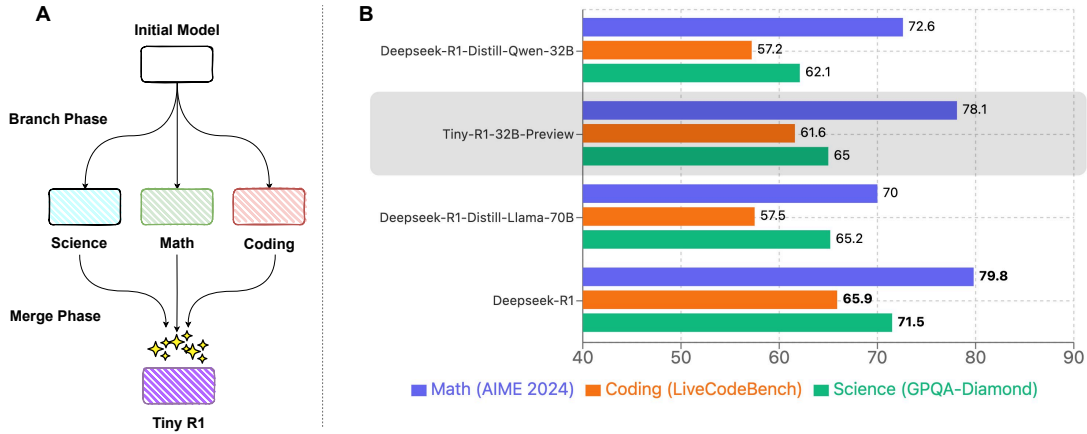 A
Initial Model
Branch Phase
Science
Math
Coding
Merge Phase
Tiny R1
B
Deepseek-R1-Distill-Qwen-32B
72.6
57.2
62.1
Tiny-R1-32B-Preview
78.1
61.6
65
Deepseek-R1-Distill-Llama-70B
70
57.5
65.2
Deepseek-R1
79.8
65.9
71.5
40 50 60 70 80 90
Math (AIME 2024) Coding (LiveCodeBench) Science (GPQA-Diamond)